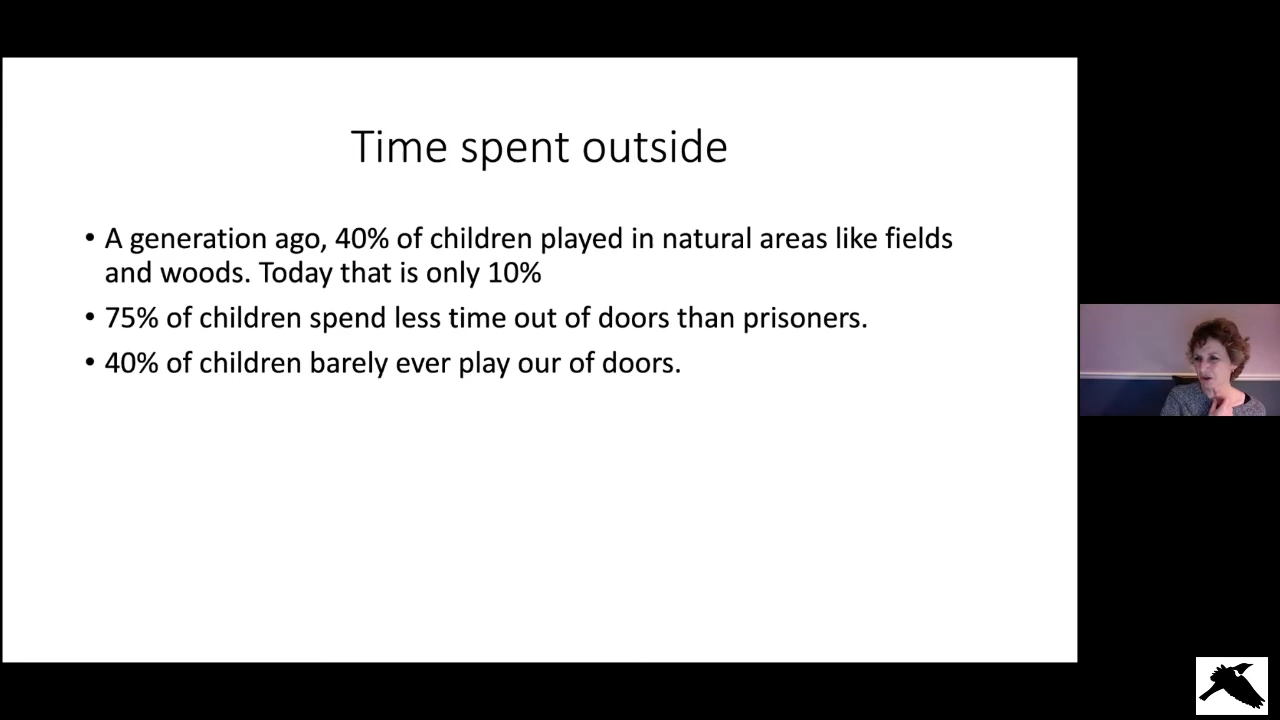 Time spent outside
• A generation ago, 40% of children played in natural areas like fields
and woods. Today that is only 10%
• 75% of children spend less time out of doors than prisoners.
• 40% of children barely ever play our of doors.